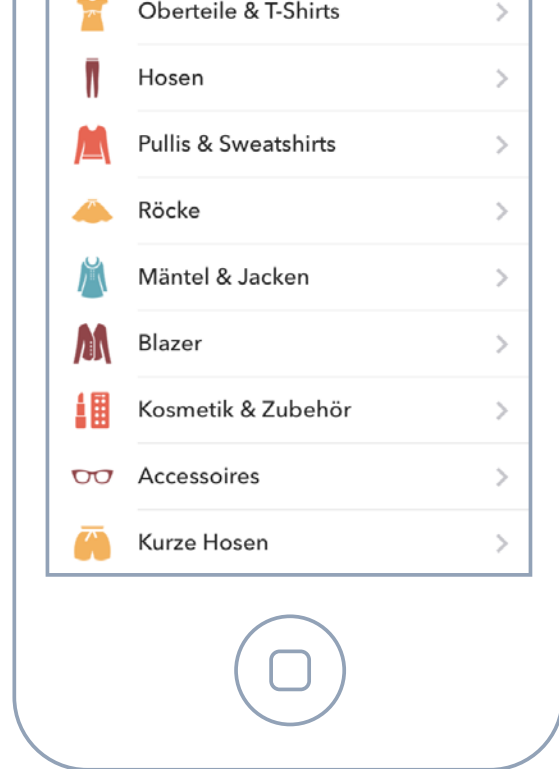 Oberteile & T-Shirts
Hosen
Pullis & Sweatshirts
Röcke
Mäntel & Jacken
Blazer
Kosmetik & Zubehör
Accessoires
Kurze Hosen